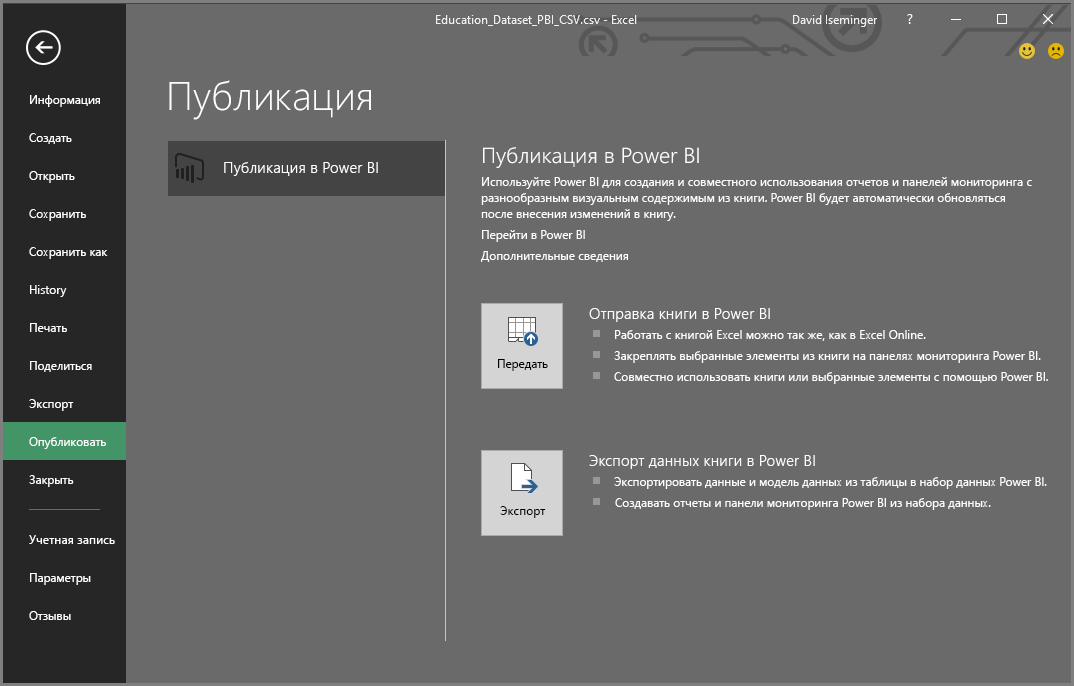 Education_Dataset_PBI_CSV.csv - Excel
David Iseminger
?
Информация
Создать
Открыть
Сохранить
Сохранить как
History
Печать
Поделиться
Экспорт
Опубликовать
Закрыть
Учетная запись
Параметры
Отзывы
Публикация
Публикация в Power BI
Публикация в Power BI
Используйте Power BI для создания и совместного использования отчетов и панелей мониторинга с
разнообразным визуальным содержимым из книги. Power BI будет автоматически обновляться
после внесения изменений в книгу.
Перейти в Power BI
Дополнительные сведения
Передать
Отправка книги в Power BI
Работать с книгой Excel можно так же, как в Excel Online.
Закреплять выбранные элементы из книги на панелях мониторинга Power BI.
Совместно использовать книги или выбранные элементы с помощью Power BI.
Экспорт
Экспорт данных книги в Power BI
Экспортировать данные и модель данных из таблицы в набор данных Power BI.
Создавать отчеты и панели мониторинга Power BI из набора данных.